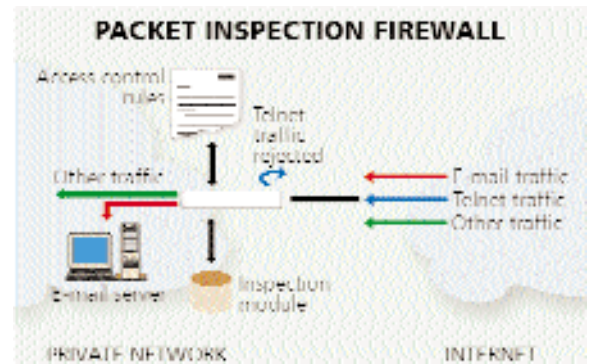 PACKET INSPECTION FIREWALL
Access control
rules
Telnet
traffic
rejected
Other traffic
E-mail traffic
Telnet traffic
Other traffic
E-mail server
Inspection
module
PRIVATE NETWORK
INTERNET